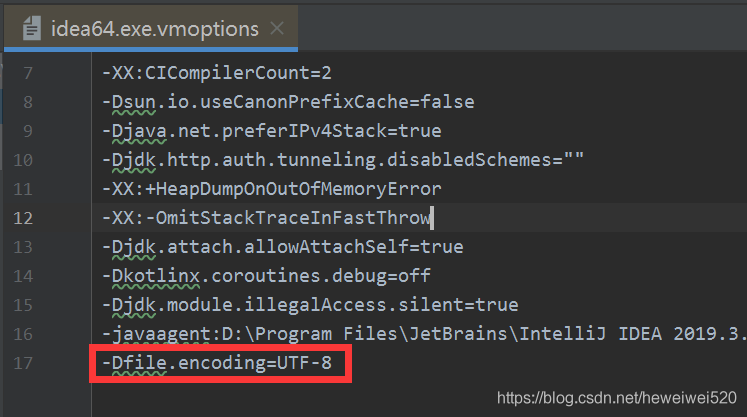 idea64.exe.vmoptions
7 -XX:CICompilerCount=2
8 -Dsun.io.useCanonPrefixCache=false
9 -Djava.net.preferIPv4Stack=true
10 -Djdk.http.auth.tunneling.disabledSchemes=""
11 -XX:+HeapDumpOnOutOfMemoryError
12 -XX:-OmitStackTraceInFastThrow
13 -Djdk.attach.allowAttachSelf=true
14 -Dkotlinx.coroutines.debug=off
15 -Djdk.module.illegalAccess.silent=true
16 -javaagent:D:\Program Files\JetBrains\IntelliJ IDEA 2019.3.
17 -Dfile.encoding=UTF-8
https://blog.csdn.net/heweiwei520